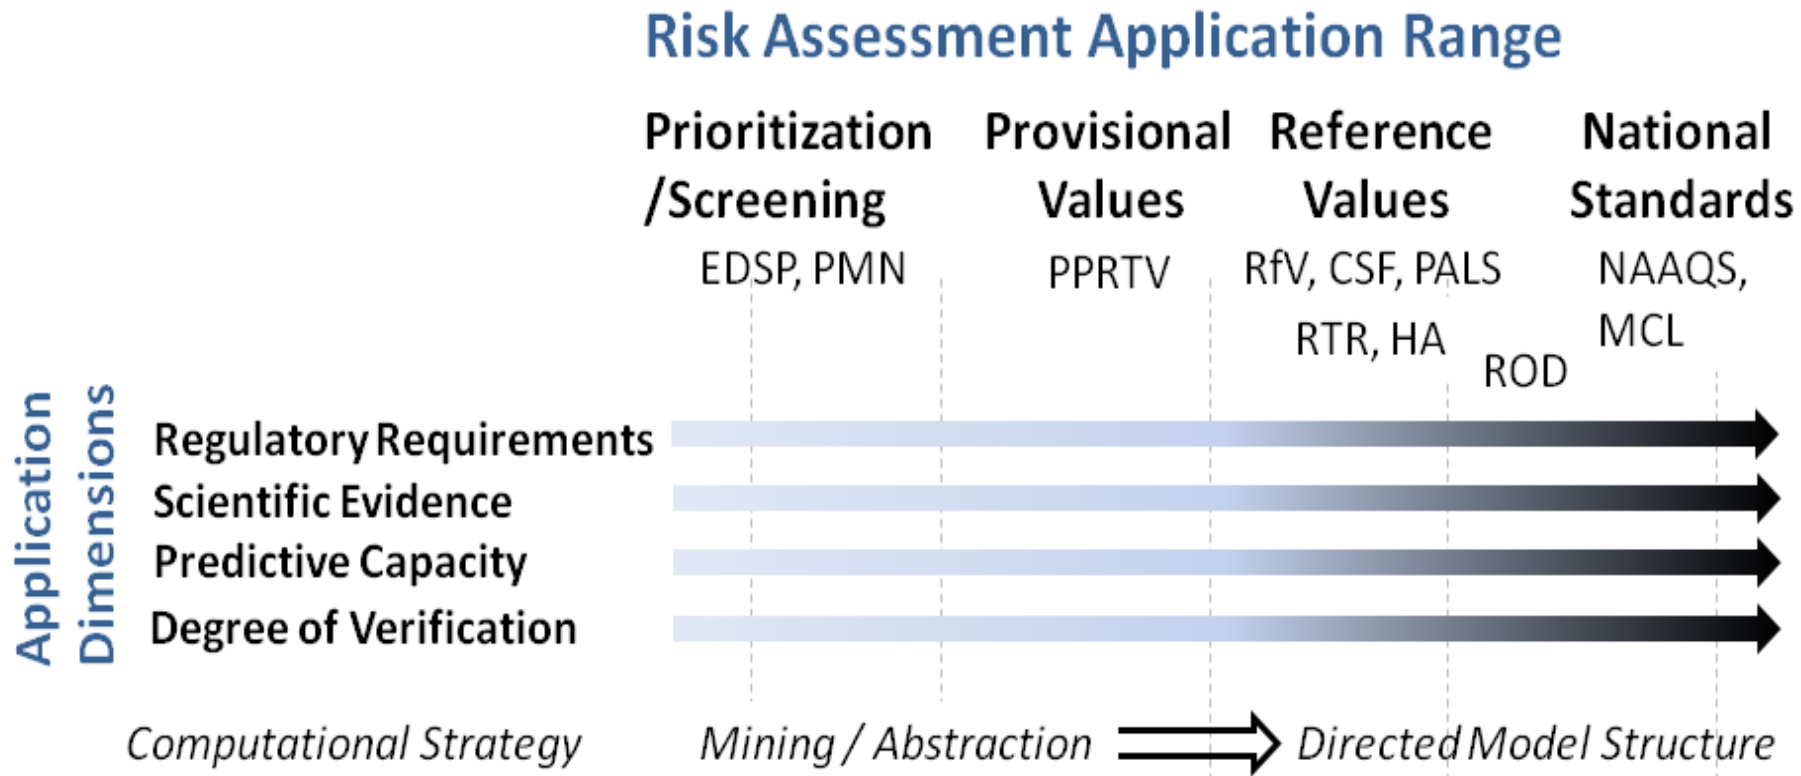 Risk Assessment Application Range
Prioritization
/Screening
Provisional
Values
Reference
Values
National
Standards
EDSP, PMN
PPRTV
RfV, CSF, PALS
RTR, HA
ROD
NAAQS,
MCL
Application
Dimensions
Regulatory Requirements
Scientific Evidence
Predictive Capacity
Degree of Verification
Computational Strategy
Mining / Abstraction
Directed Model Structure